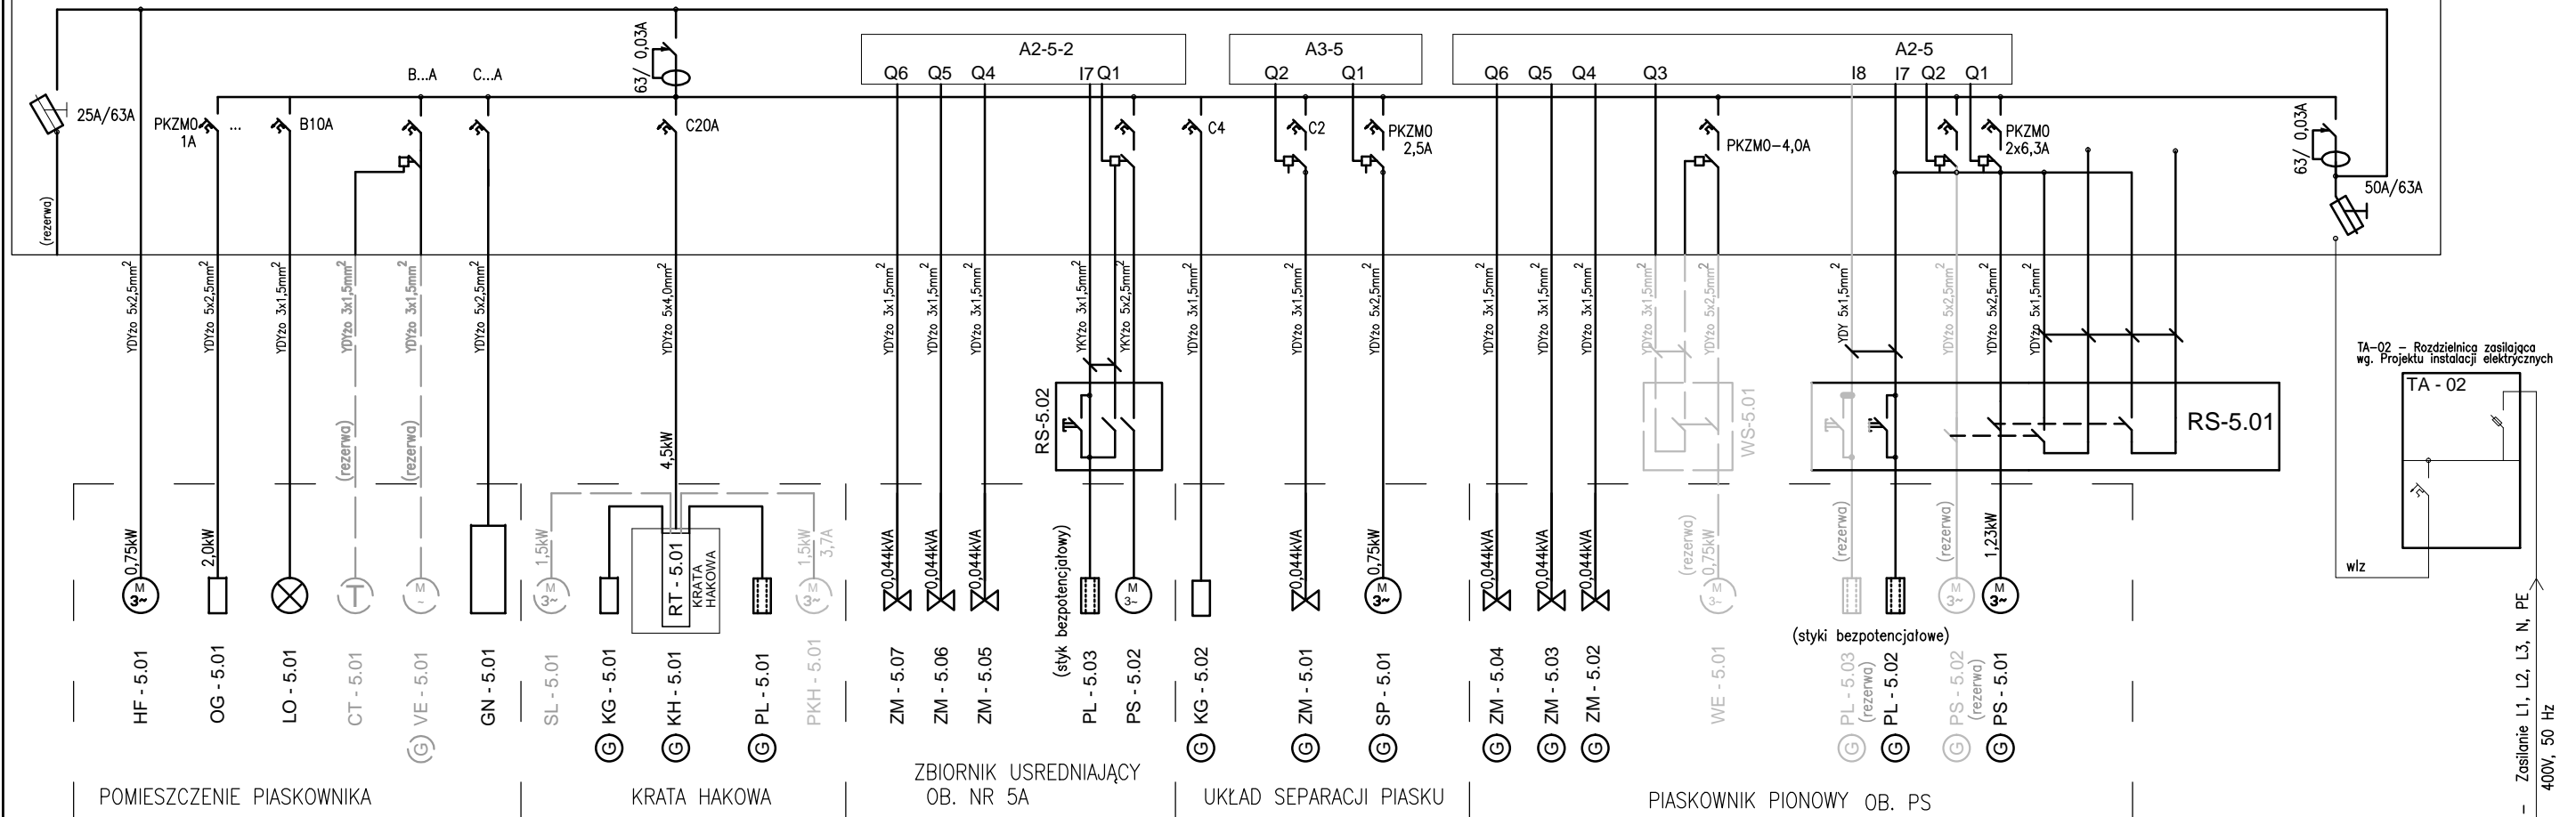 A2-5-2
A3-5
A2-5
Q6 Q5 Q4 I7 Q1
Q2 Q1
Q6 Q5 Q4 Q3 I8 I7 Q2 Q1
63/ 0,03A
B...A
C...A
25A/63A
PKZM0
1A
...
B10A
C20A
C4
C2
PKZM0
2,5A
PKZM0-4,0A
PKZM0
2x6,3A
63/ 0,03A
50A/63A
(rezerwa)
YDYżo 5x2,5mm²
YDYżo 5x2,5mm²
YDYżo 3x1,5mm²
YDYżo 3x1,5mm²
YDYżo 3x1,5mm²
YDYżo 5x2,5mm²
YDYżo 5x4,0mm²
YDYżo 3x1,5mm²
YDYżo 3x1,5mm²
YDYżo 3x1,5mm²
YKYżo 3x1,5mm²
YKYżo 5x2,5mm²
YDYżo 3x1,5mm²
YDYżo 3x1,5mm²
YDYżo 5x2,5mm²
YDYżo 3x1,5mm²
YDYżo 3x1,5mm²
YDYżo 3x1,5mm²
YDYżo 3x1,5mm²
YDYżo 5x2,5mm²
YDY 5x1,5mm²
YDYżo 5x2,5mm²
YDYżo 5x2,5mm²
YDYżo 5x1,5mm²
TA-02 - Rozdzielnica zasilająca
wg. Projektu instalacji elektrycznych
TA - 02
wlz
(rezerwa)
(rezerwa)
4,5kW
RS-5.02
WS-5.01
RS-5.01
0,75kW
2,0kW
1,5kW
RT - 5.01
KRATA
HAKOWA
1,5kW
3,7A
0,044kVA
0,044kVA
0,044kVA
(styk bezpotencjałowy)
0,044kVA
0,75kW
0,044kVA
0,044kVA
0,044kVA
(rezerwa)
0,75kW
(rezerwa)
(rezerwa)
1,23kW
M
3~
T
M
~
M
3~
M
3~
M
3~
M
3~
M
3~
M
3~
M
3~
(styki bezpotencjałowe)
HF - 5.01
OG - 5.01
LO - 5.01
CT - 5.01
VE - 5.01
GN - 5.01
SL - 5.01
KG - 5.01
KH - 5.01
PL - 5.01
PKH - 5.01
ZM - 5.07
ZM - 5.06
ZM - 5.05
PL - 5.03
PS - 5.02
KG - 5.02
ZM - 5.01
SP - 5.01
ZM - 5.04
ZM - 5.03
ZM - 5.02
WE - 5.01
PL - 5.03
(rezerwa)
PL - 5.02
PS - 5.02
(rezerwa)
PS - 5.01
G G G G G G G G G G G G G G
POMIESZCZENIE PIASKOWNIKA
KRATA HAKOWA
ZBIORNIK USREDNIAJĄCY
OB. NR 5A
UKŁAD SEPARACJI PIASKU
PIASKOWNIK PIONOWY OB. PS
- Zasilanie L1, L2, L3, N, PE
400V, 50 Hz